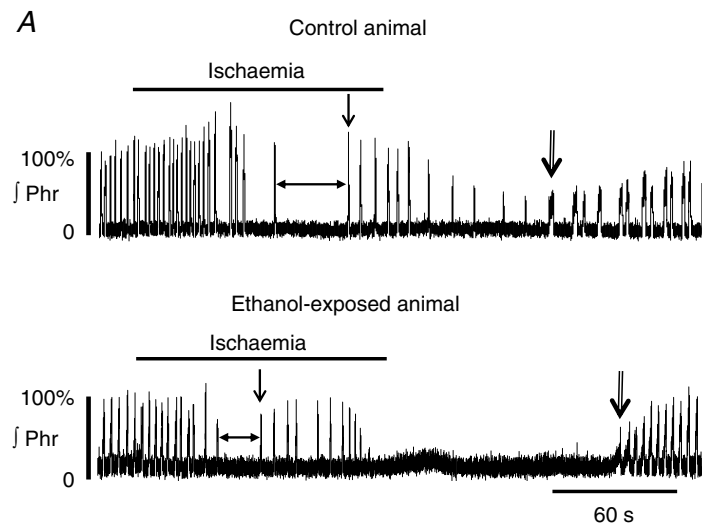 A
Control animal
Ischaemia
100%
∫ Phr
0
Ethanol-exposed animal
Ischaemia
100%
∫ Phr
0
60 s